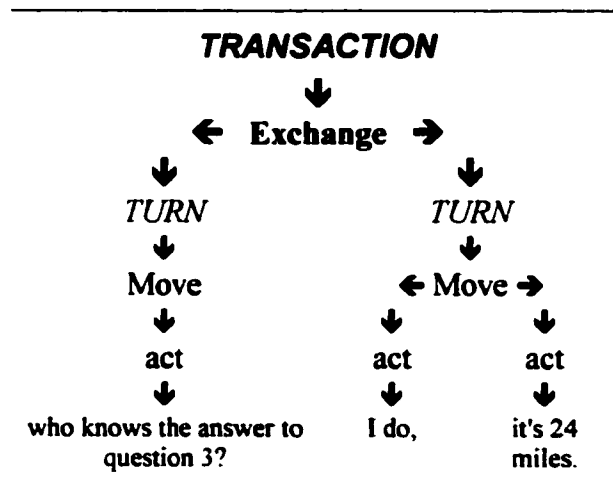 TRANSACTION
Exchange
TURN TURN
Move Move
act act act
who knows the answer to I do, it's 24
question 3? miles.